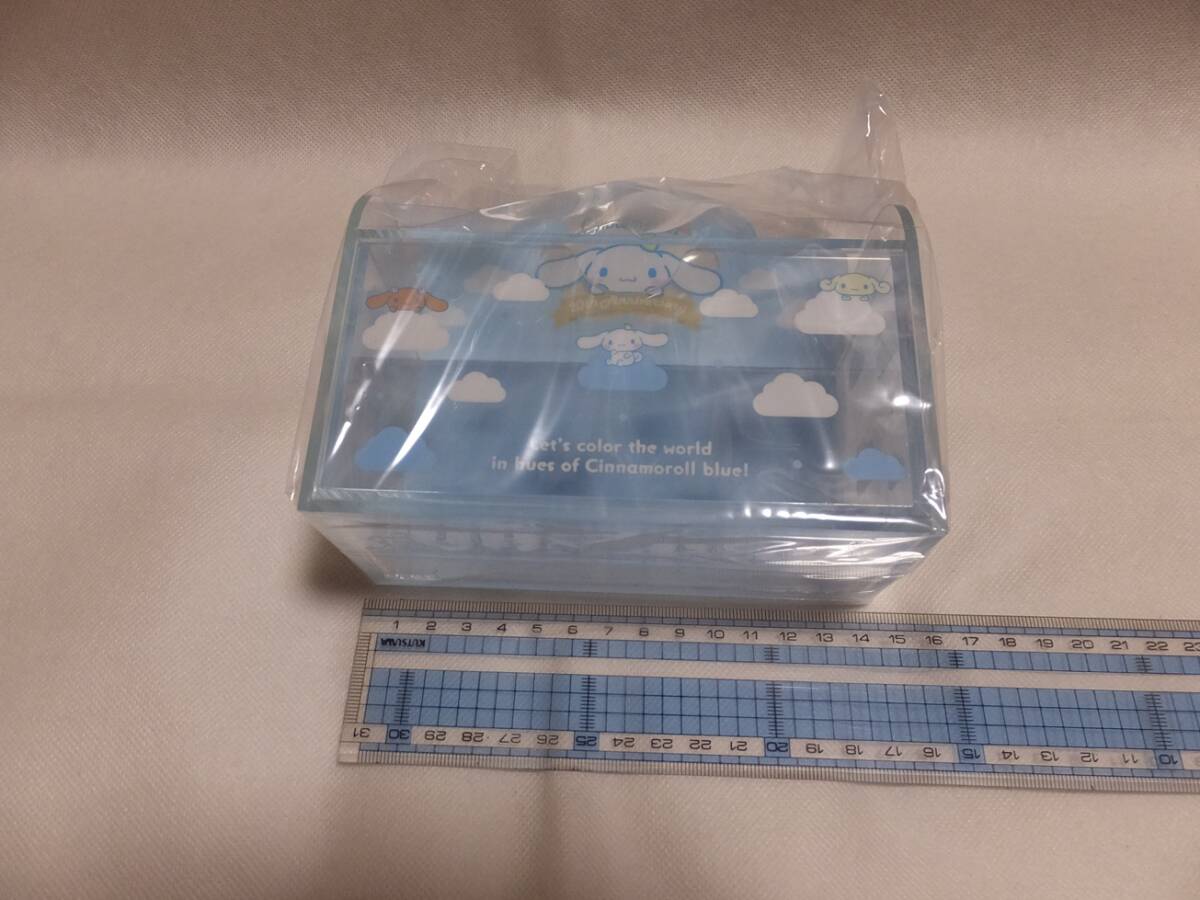 20th Anniversary
Let's color the world
in hues of Cinnamoroll blue!
1 2 3 4 5 6 7 8 9 10 11 12 13 14 15 16 17 18 19 20 21 22 23
KUTSUWA
31 30 29 28 27 26 25 24 23 22 21 20 19 18 17 16 15 14 13 12 11 10